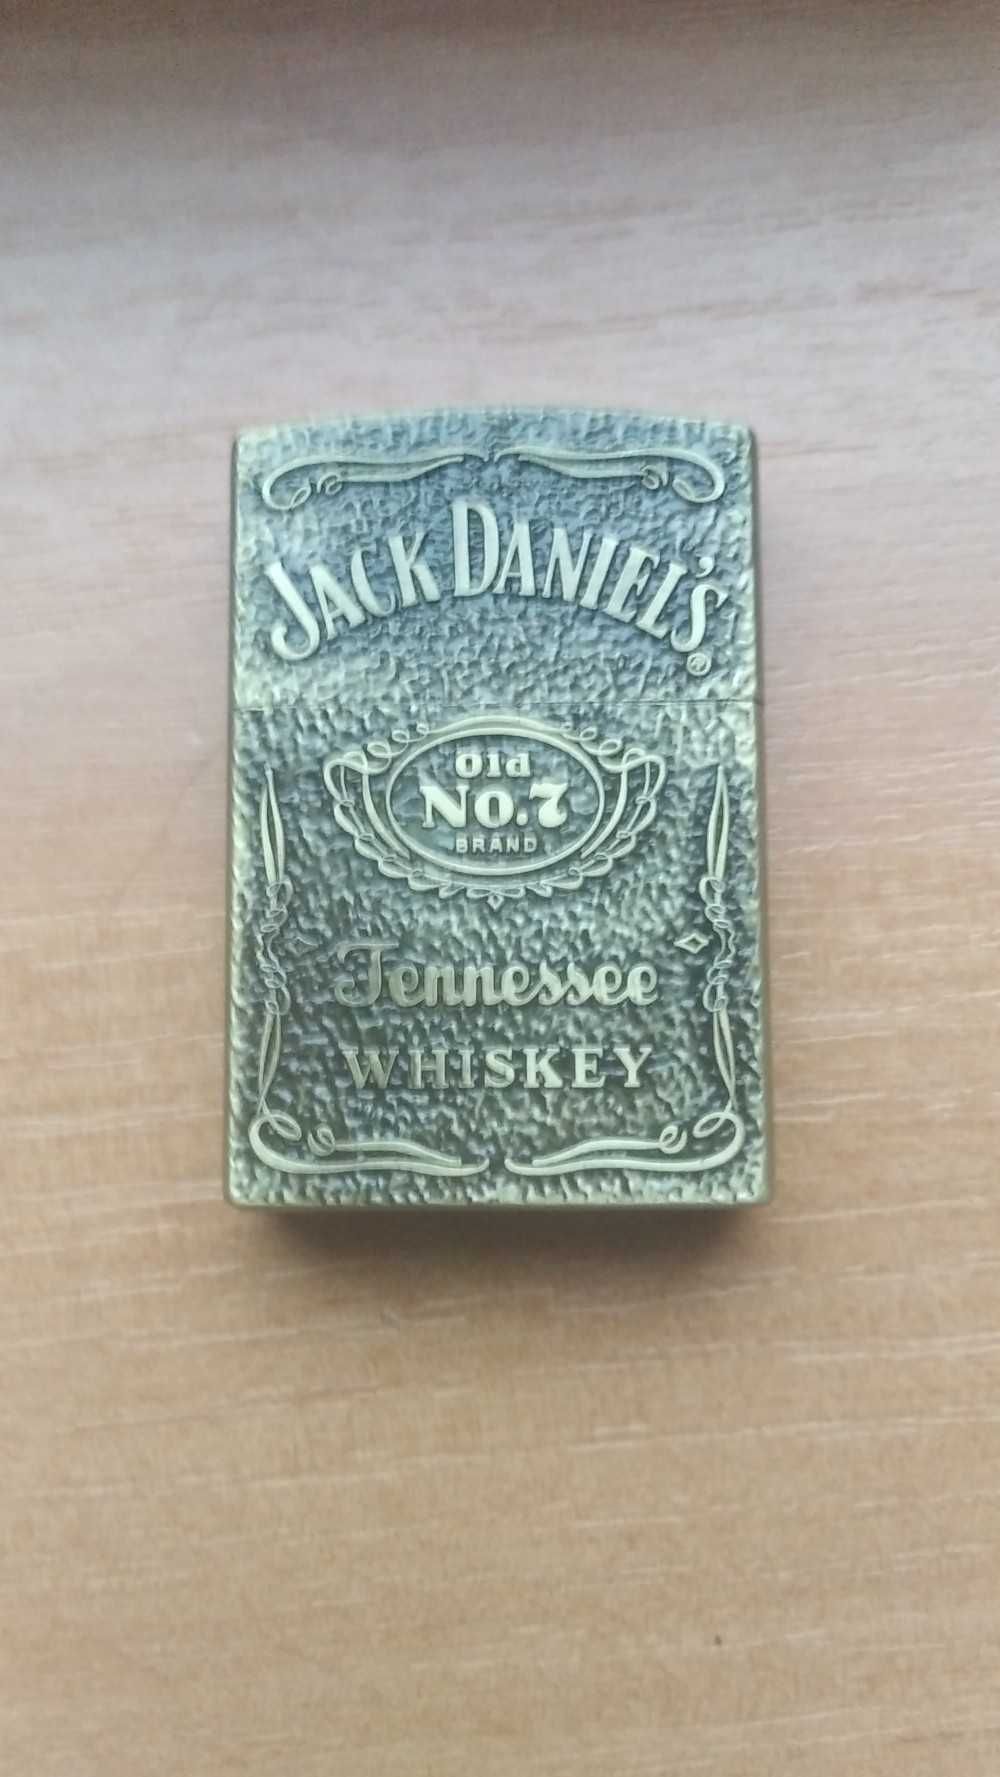 JACK DANIEL'S®
Old
No.7
BRAND
Tennessee
WHISKEY